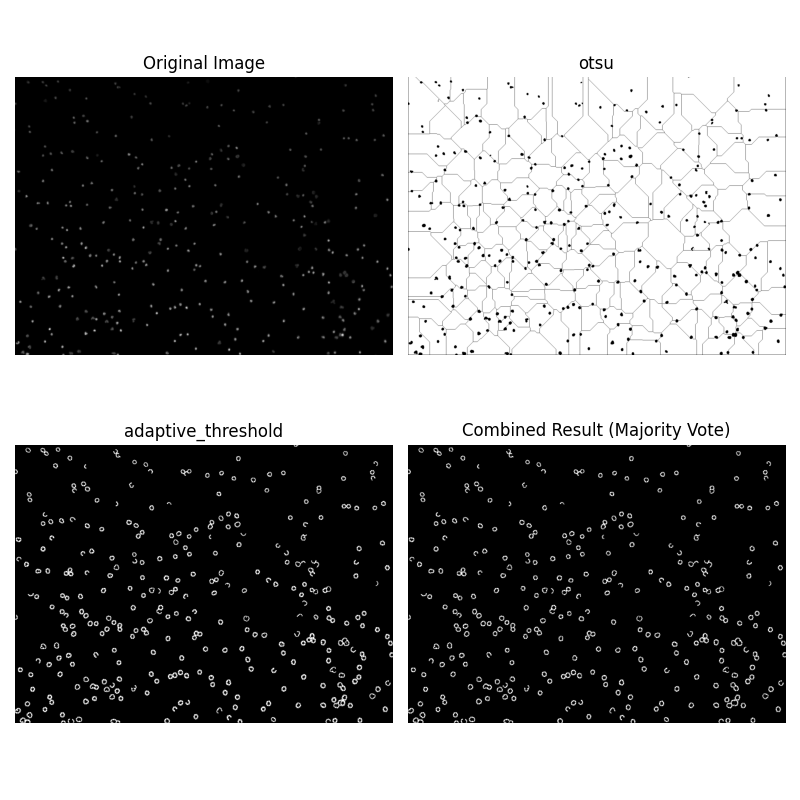 Original Image
otsu
adaptive_threshold
Combined Result (Majority Vote)